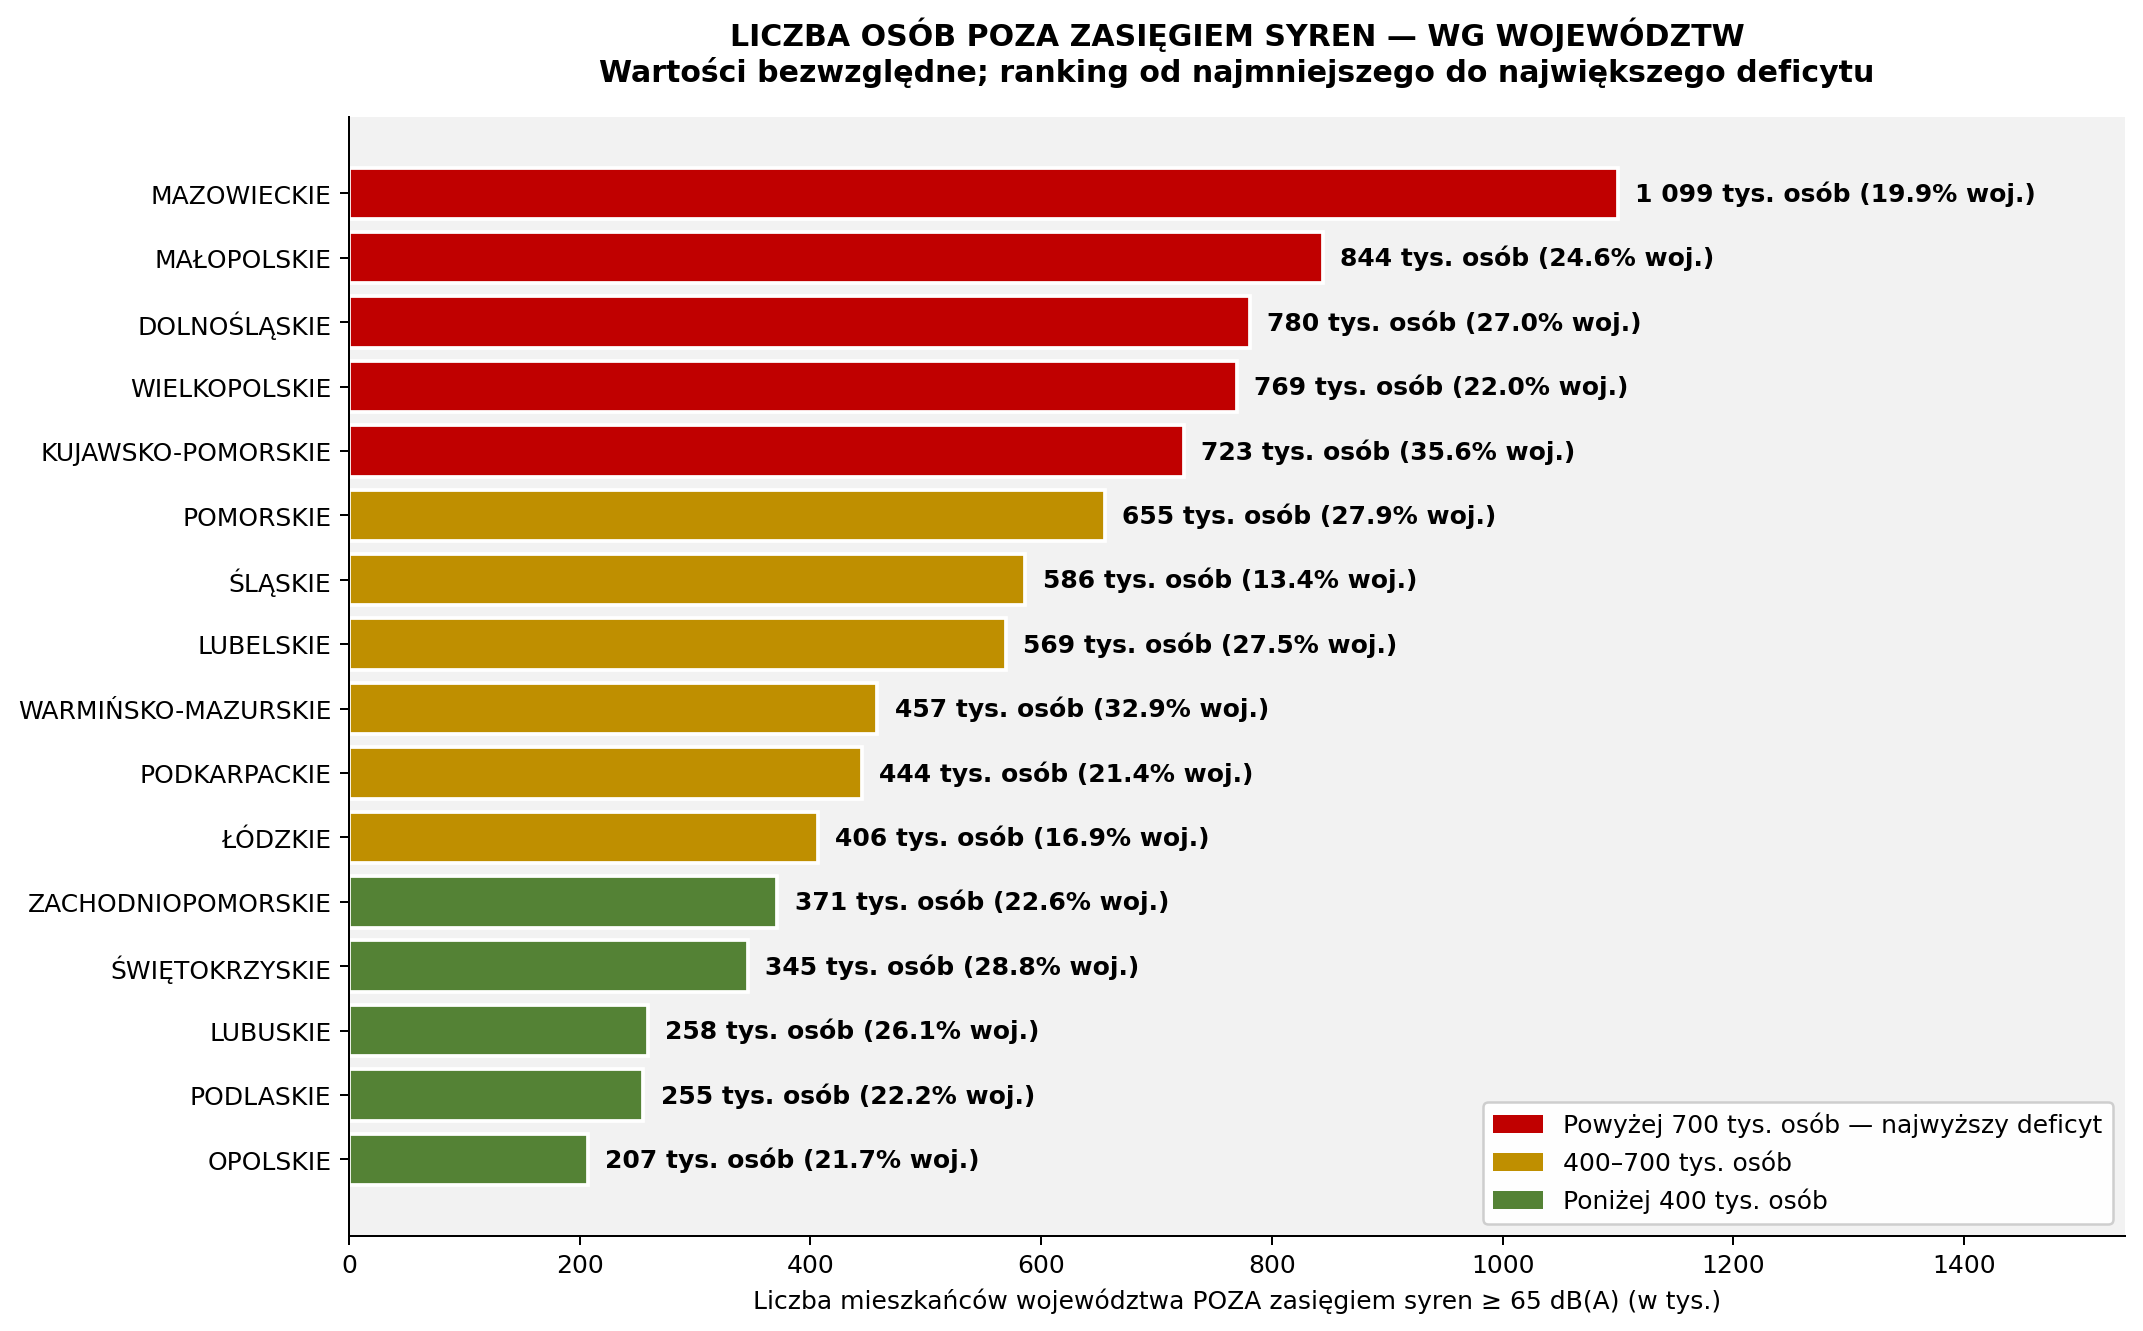 LICZBA OSÓB POZA ZASIĘGIEM SYREN — WG WOJEWÓDZTW
Wartości bezwzględne; ranking od najmniejszego do największego deficytu
MAZOWIECKIE 1 099 tys. osób (19.9% woj.)
MAŁOPOLSKIE 844 tys. osób (24.6% woj.)
DOLNOŚLĄSKIE 780 tys. osób (27.0% woj.)
WIELKOPOLSKIE 769 tys. osób (22.0% woj.)
KUJAWSKO-POMORSKIE 723 tys. osób (35.6% woj.)
POMORSKIE 655 tys. osób (27.9% woj.)
ŚLĄSKIE 586 tys. osób (13.4% woj.)
LUBELSKIE 569 tys. osób (27.5% woj.)
WARMIŃSKO-MAZURSKIE 457 tys. osób (32.9% woj.)
PODKARPACKIE 444 tys. osób (21.4% woj.)
ŁÓDZKIE 406 tys. osób (16.9% woj.)
ZACHODNIOPOMORSKIE 371 tys. osób (22.6% woj.)
ŚWIĘTOKRZYSKIE 345 tys. osób (28.8% woj.)
LUBUSKIE 258 tys. osób (26.1% woj.)
PODLASKIE 255 tys. osób (22.2% woj.)
OPOLSKIE 207 tys. osób (21.7% woj.)
Powyżej 700 tys. osób — najwyższy deficyt
400–700 tys. osób
Poniżej 400 tys. osób
0 200 400 600 800 1000 1200 1400
Liczba mieszkańców województwa POZA zasięgiem syren ≥ 65 dB(A) (w tys.)